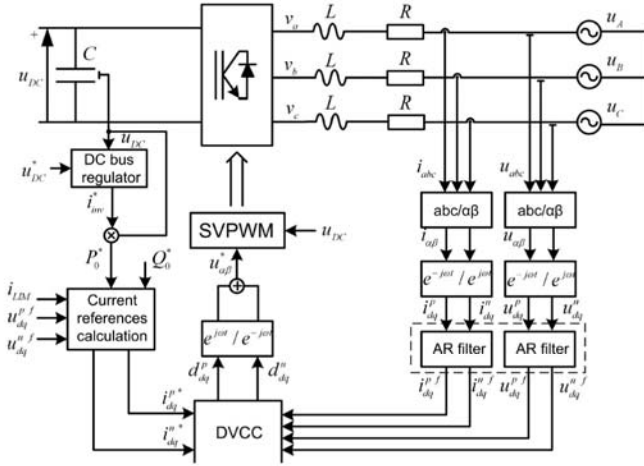 v_a L R u_A
+ C
u_DC v_b L R u_B
v_c L R u_C
u_DC
u*_DC DC bus
regulator
i*_inv
P*_0 Q*_0
i_LIM
u^p f_dq
u^n f_dq
Current
references
calculation
SVPWM u_DC
u*_αβ
e^jωt / e^-jωt
d^p_dq d^n_dq
i^p *_dq
i^n *_dq
DVCC
i_abc u_abc
abc/αβ abc/αβ
i_αβ u_αβ
e^-jωt / e^jωt e^-jωt / e^jωt
i^p_dq i^n_dq u^p_dq u^n_dq
AR filter AR filter
i^p f_dq i^n f_dq u^p f_dq u^n f_dq